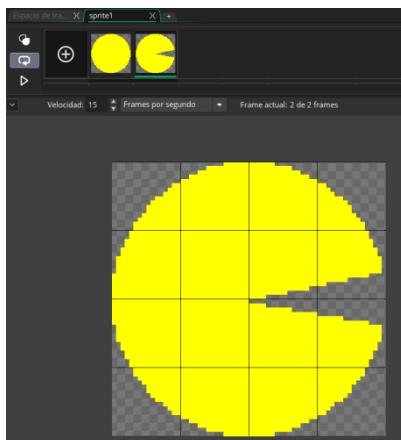 Espacio de tra... X sprite1 X +
Velocidad: 15 Frames por segundo Frame actual: 2 de 2 frames